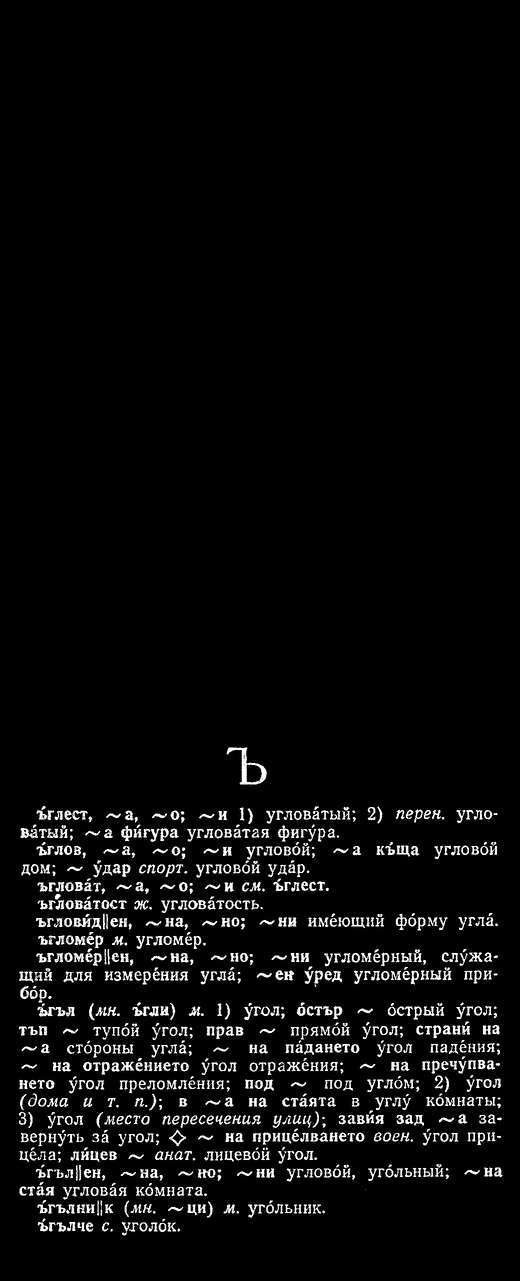 Ъ
ъ́глест, ~а, ~о; ~и 1) углова́тый; 2) перен. угло-
ва́тый; ~а фи́гура углова́тая фигу́ра.
ъ́глов, ~а, ~о; ~и углово́й; ~а къ́ща углово́й
дом; ~ у́дар спорт. углово́й уда́р.
ъглова́т, ~а, ~о; ~и см. ъ́глест.
ъглова́тост ж. углова́тость.
ъглови́д||ен, ~на, ~но; ~ни име́ющий фо́рму угла́.
ъгломе́р м. угломе́р.
ъгломе́р||ен, ~на, ~но; ~ни угломе́рный, служа́-
щий для измере́ния угла́; ~ен у́ред угломе́рный при-
бо́р.
ъ́гъл (мн. ъ́гли) м. 1) у́гол; о́стър ~ о́стрый у́гол;
тъп ~ тупо́й у́гол; прав ~ прямо́й у́гол; страни́ на
~а сто́роны угла́; ~ на па́дането у́гол паде́ния;
~ на отраже́нието у́гол отраже́ния; ~ на пречу́пва-
нето у́гол преломле́ния; под ~ под угло́м; 2) у́гол
(дома и т. п.); в ~а на ста́ята в углу́ ко́мнаты;
3) у́гол (место пересечения улиц); зави́я зад ~а за-
верну́ть за́ угол; ◇ ~ на прице́лването воен. у́гол при-
це́ла; ли́цев ~ анат. лицево́й у́гол.
ъ́гъл||ен, ~на, ~но; ~ни углово́й, уго́льный; ~на
ста́я углова́я ко́мната.
ъ́гълни||к (мн. ~ци) м. уго́льник.
ъ́гълче с. уголо́к.